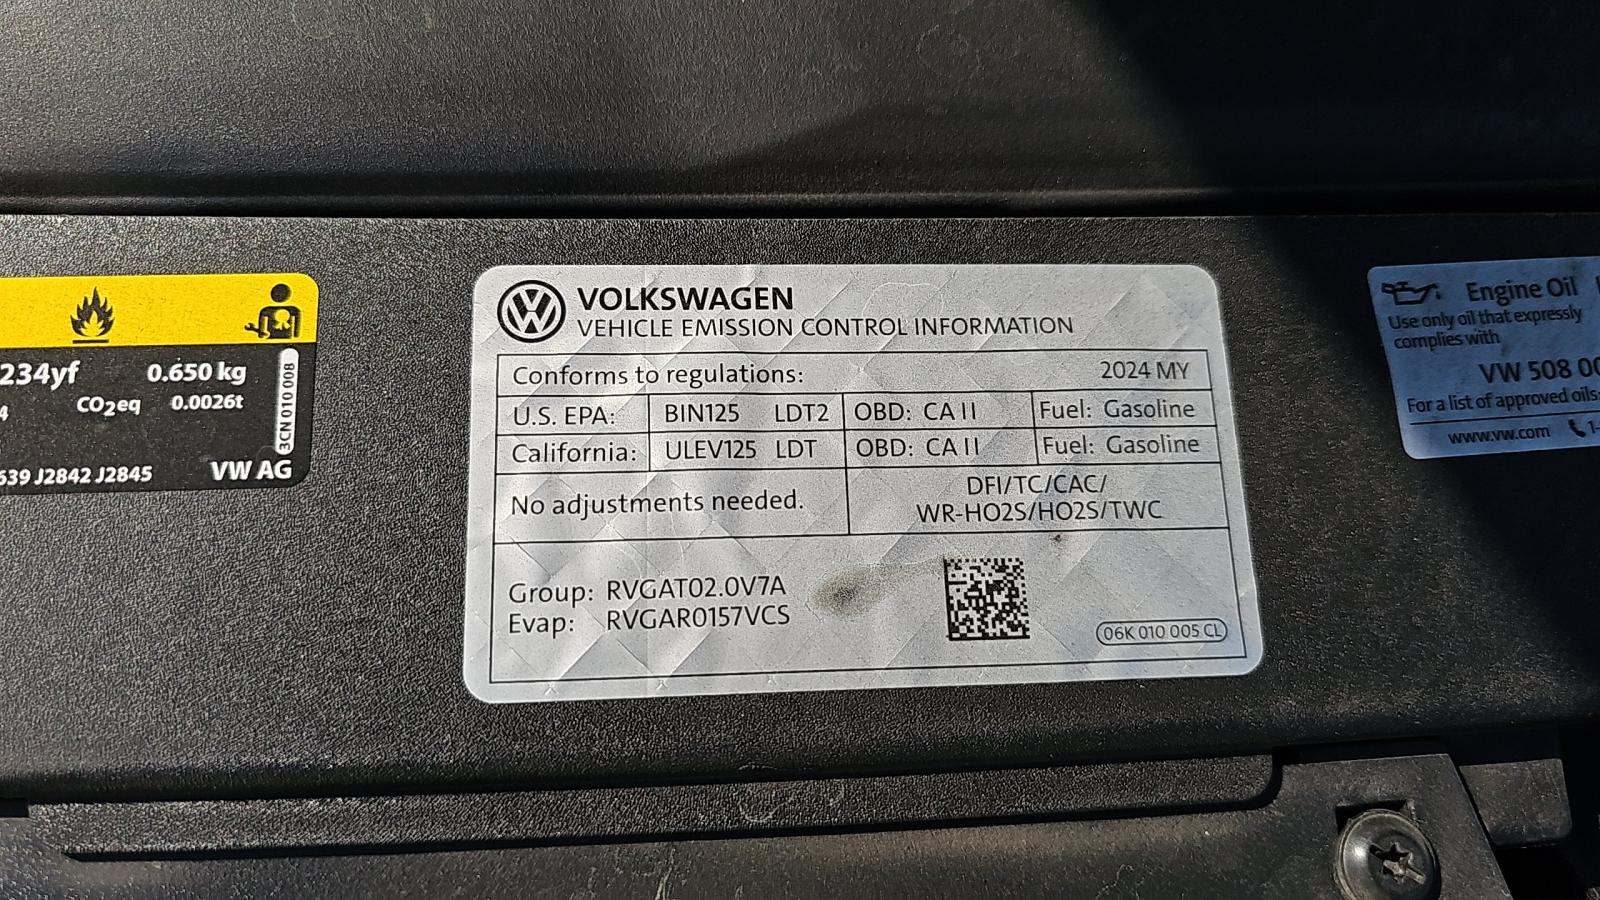 234yf 0.650 kg
4 CO2eq 0.0026t
639 J2842 J2845 VW AG
3CN 010 008
VOLKSWAGEN
VEHICLE EMISSION CONTROL INFORMATION
Conforms to regulations: 2024 MY
U.S. EPA: BIN125 LDT2 OBD: CA II Fuel: Gasoline
California: ULEV125 LDT OBD: CA II Fuel: Gasoline
No adjustments needed. DFI/TC/CAC/
WR-HO2S/HO2S/TWC
Group: RVGAT02.0V7A
Evap: RVGAR0157VCS
06K 010 005 CL
Engine Oil
Use only oil that expressly
complies with
VW 508 00
For a list of approved oils
www.vw.com 1-